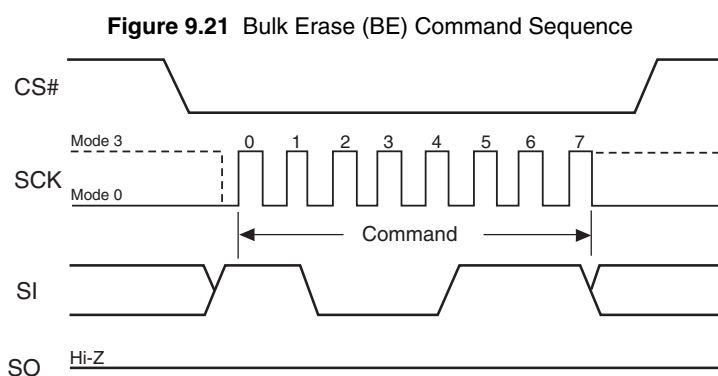 Figure 9.21 Bulk Erase (BE) Command Sequence
CS#
Mode 3
0 1 2 3 4 5 6 7
SCK
Mode 0
Command
SI
Hi-Z
SO